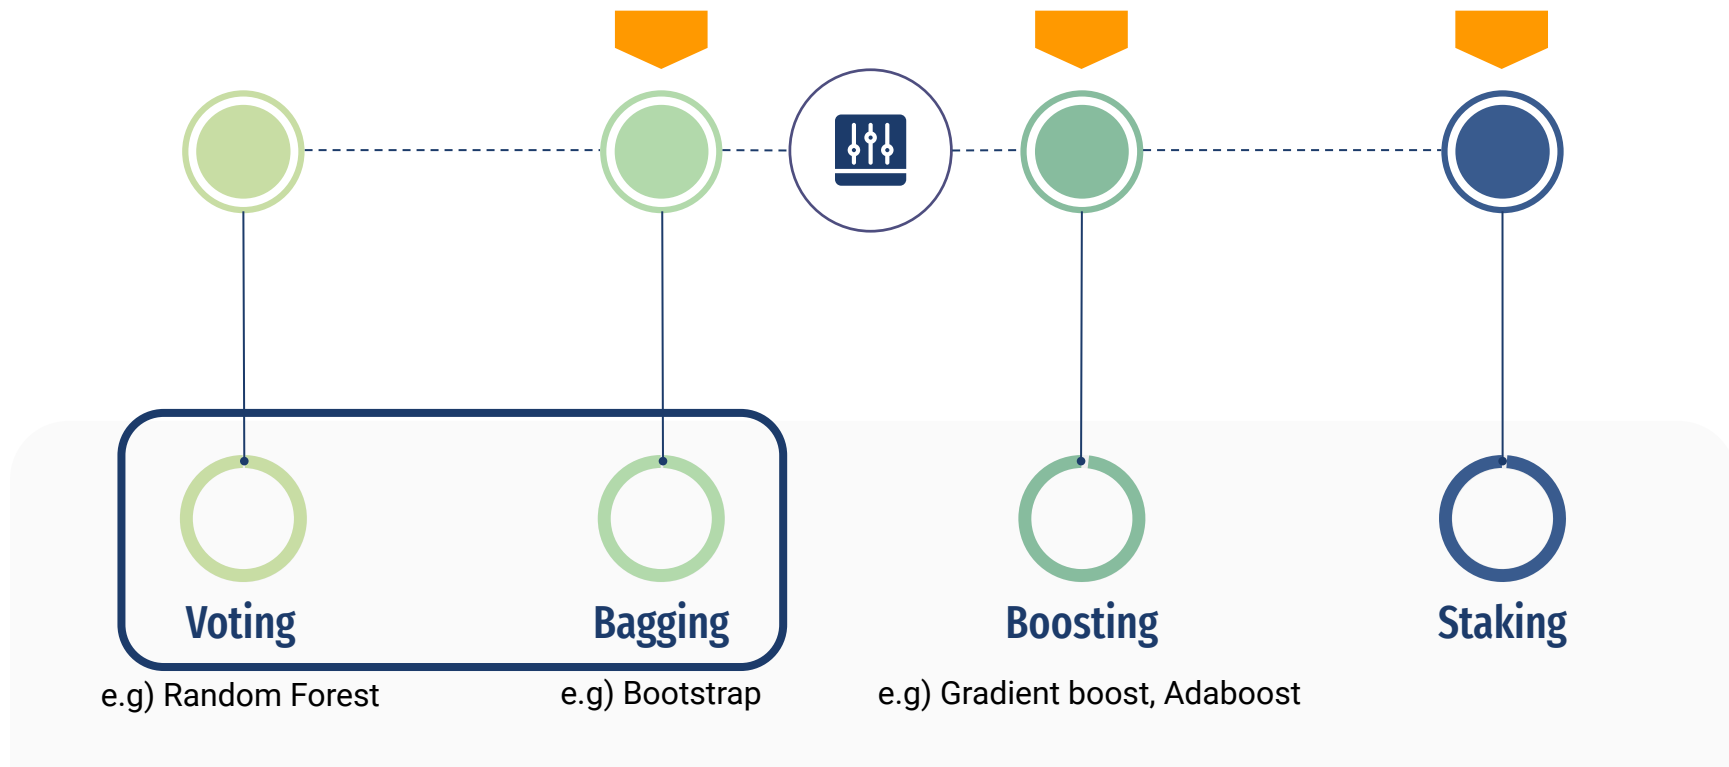 Voting
Bagging
Boosting
Staking
e.g) Random Forest
e.g) Bootstrap
e.g) Gradient boost, Adaboost